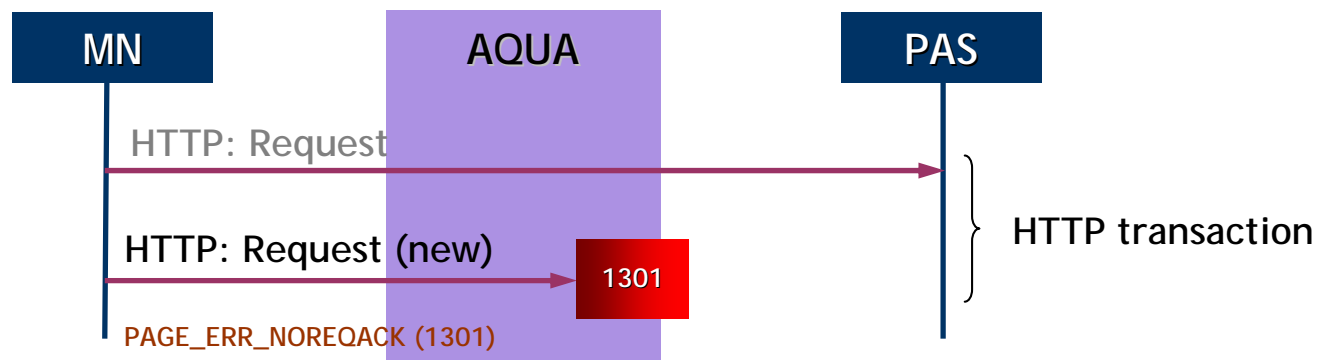 MN
AQUA
PAS
HTTP: Request
HTTP: Request (new)
1301
HTTP transaction
PAGE_ERR_NOREQACK (1301)